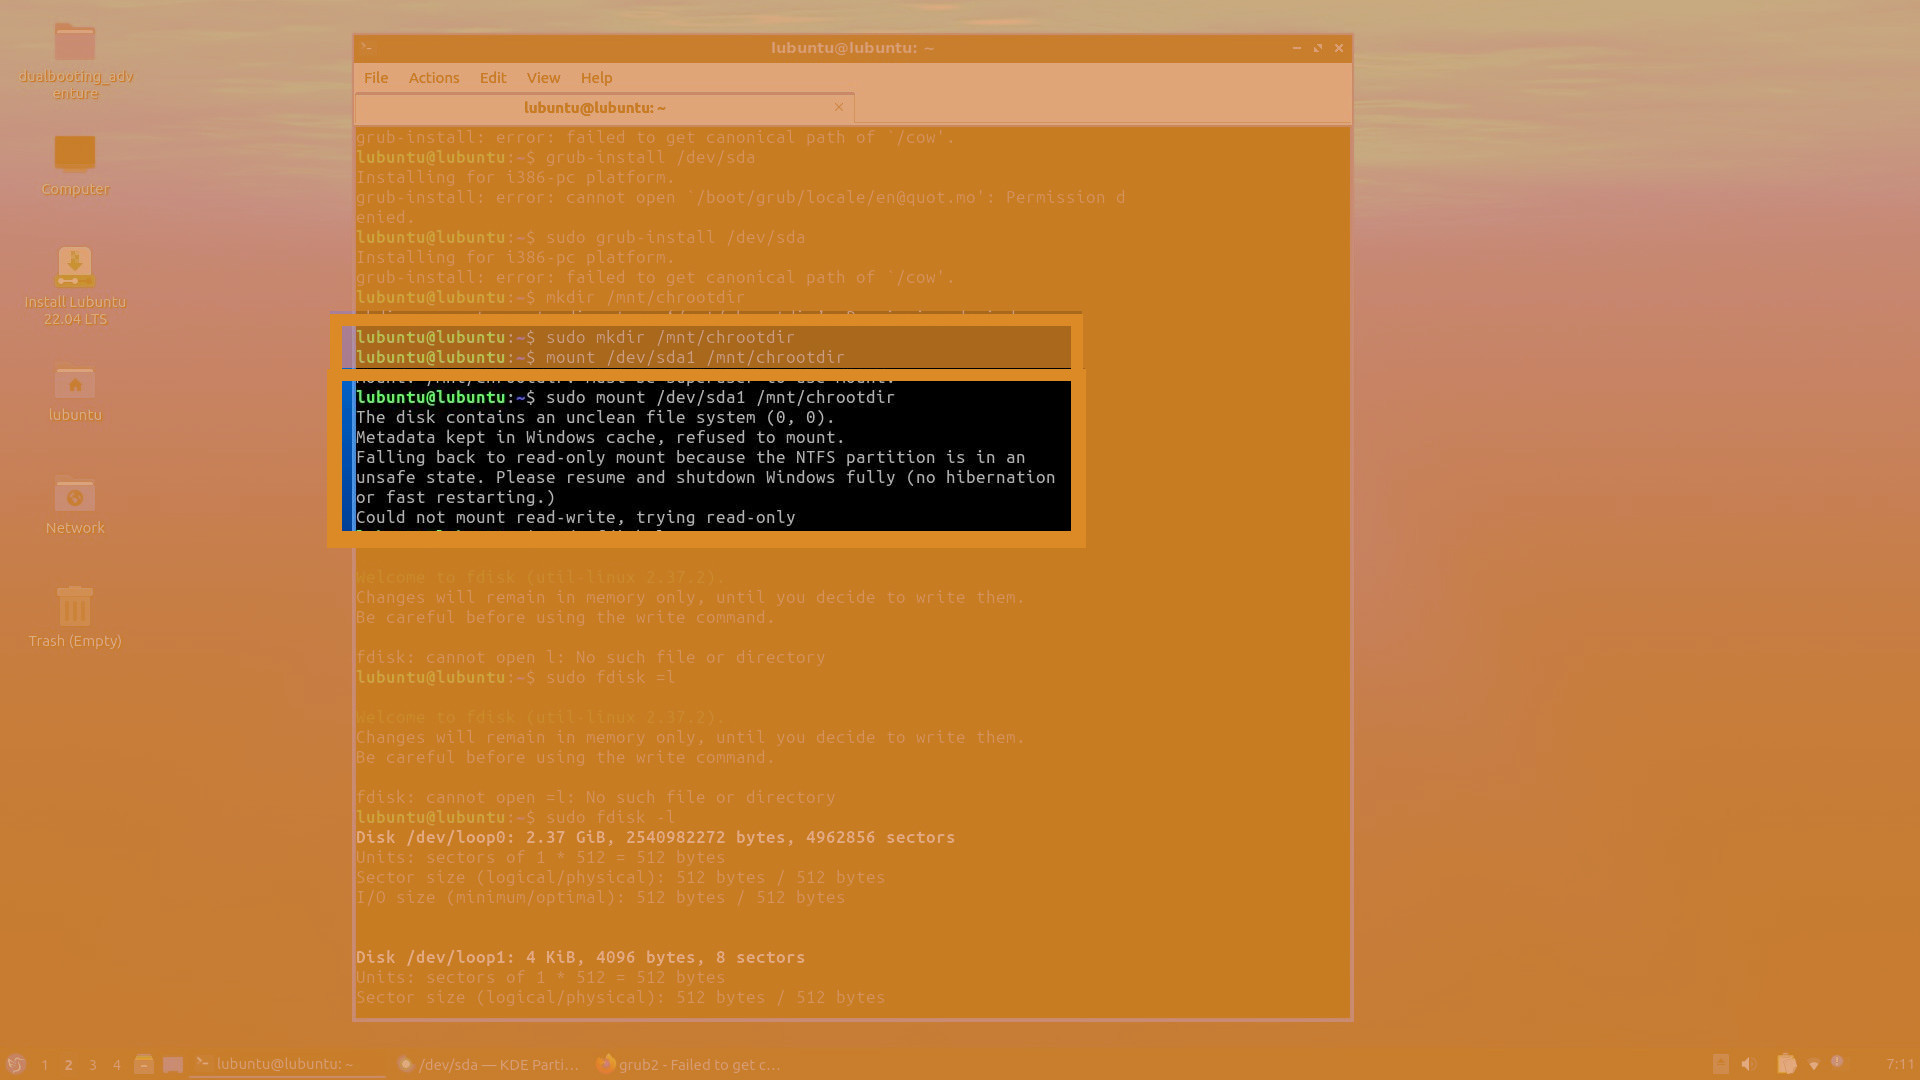 dualbooting_adv
enture
Computer
Install Lubuntu
22.04 LTS
lubuntu
Network
Trash (Empty)
lubuntu@lubuntu: ~
File Actions Edit View Help
lubuntu@lubuntu: ~
grub-install: error: failed to get canonical path of `/cow'.
lubuntu@lubuntu:~$ grub-install /dev/sda
Installing for i386-pc platform.
grub-install: error: cannot open `/boot/grub/locale/en@quot.mo': Permission d
enied.
lubuntu@lubuntu:~$ sudo grub-install /dev/sda
Installing for i386-pc platform.
grub-install: error: failed to get canonical path of `/cow'.
lubuntu@lubuntu:~$ mkdir /mnt/chrootdir
lubuntu@lubuntu:~$ sudo mkdir /mnt/chrootdir
lubuntu@lubuntu:~$ mount /dev/sda1 /mnt/chrootdir
mount: /mnt/chrootdir: must be superuser to use mount.
lubuntu@lubuntu:~$ sudo mount /dev/sda1 /mnt/chrootdir
The disk contains an unclean file system (0, 0).
Metadata kept in Windows cache, refused to mount.
Falling back to read-only mount because the NTFS partition is in an
unsafe state. Please resume and shutdown Windows fully (no hibernation
or fast restarting.)
Could not mount read-write, trying read-only
Welcome to fdisk (util-linux 2.37.2).
Changes will remain in memory only, until you decide to write them.
Be careful before using the write command.
fdisk: cannot open l: No such file or directory
lubuntu@lubuntu:~$ sudo fdisk =l
Welcome to fdisk (util-linux 2.37.2).
Changes will remain in memory only, until you decide to write them.
Be careful before using the write command.
fdisk: cannot open =l: No such file or directory
lubuntu@lubuntu:~$ sudo fdisk -l
Disk /dev/loop0: 2.37 GiB, 2540982272 bytes, 4962856 sectors
Units: sectors of 1 * 512 = 512 bytes
Sector size (logical/physical): 512 bytes / 512 bytes
I/O size (minimum/optimal): 512 bytes / 512 bytes
Disk /dev/loop1: 4 KiB, 4096 bytes, 8 sectors
Units: sectors of 1 * 512 = 512 bytes
Sector size (logical/physical): 512 bytes / 512 bytes
1 2 3 4 lubuntu@lubuntu: ~ /dev/sda — KDE Parti... grub2 - Failed to get c... 7:11